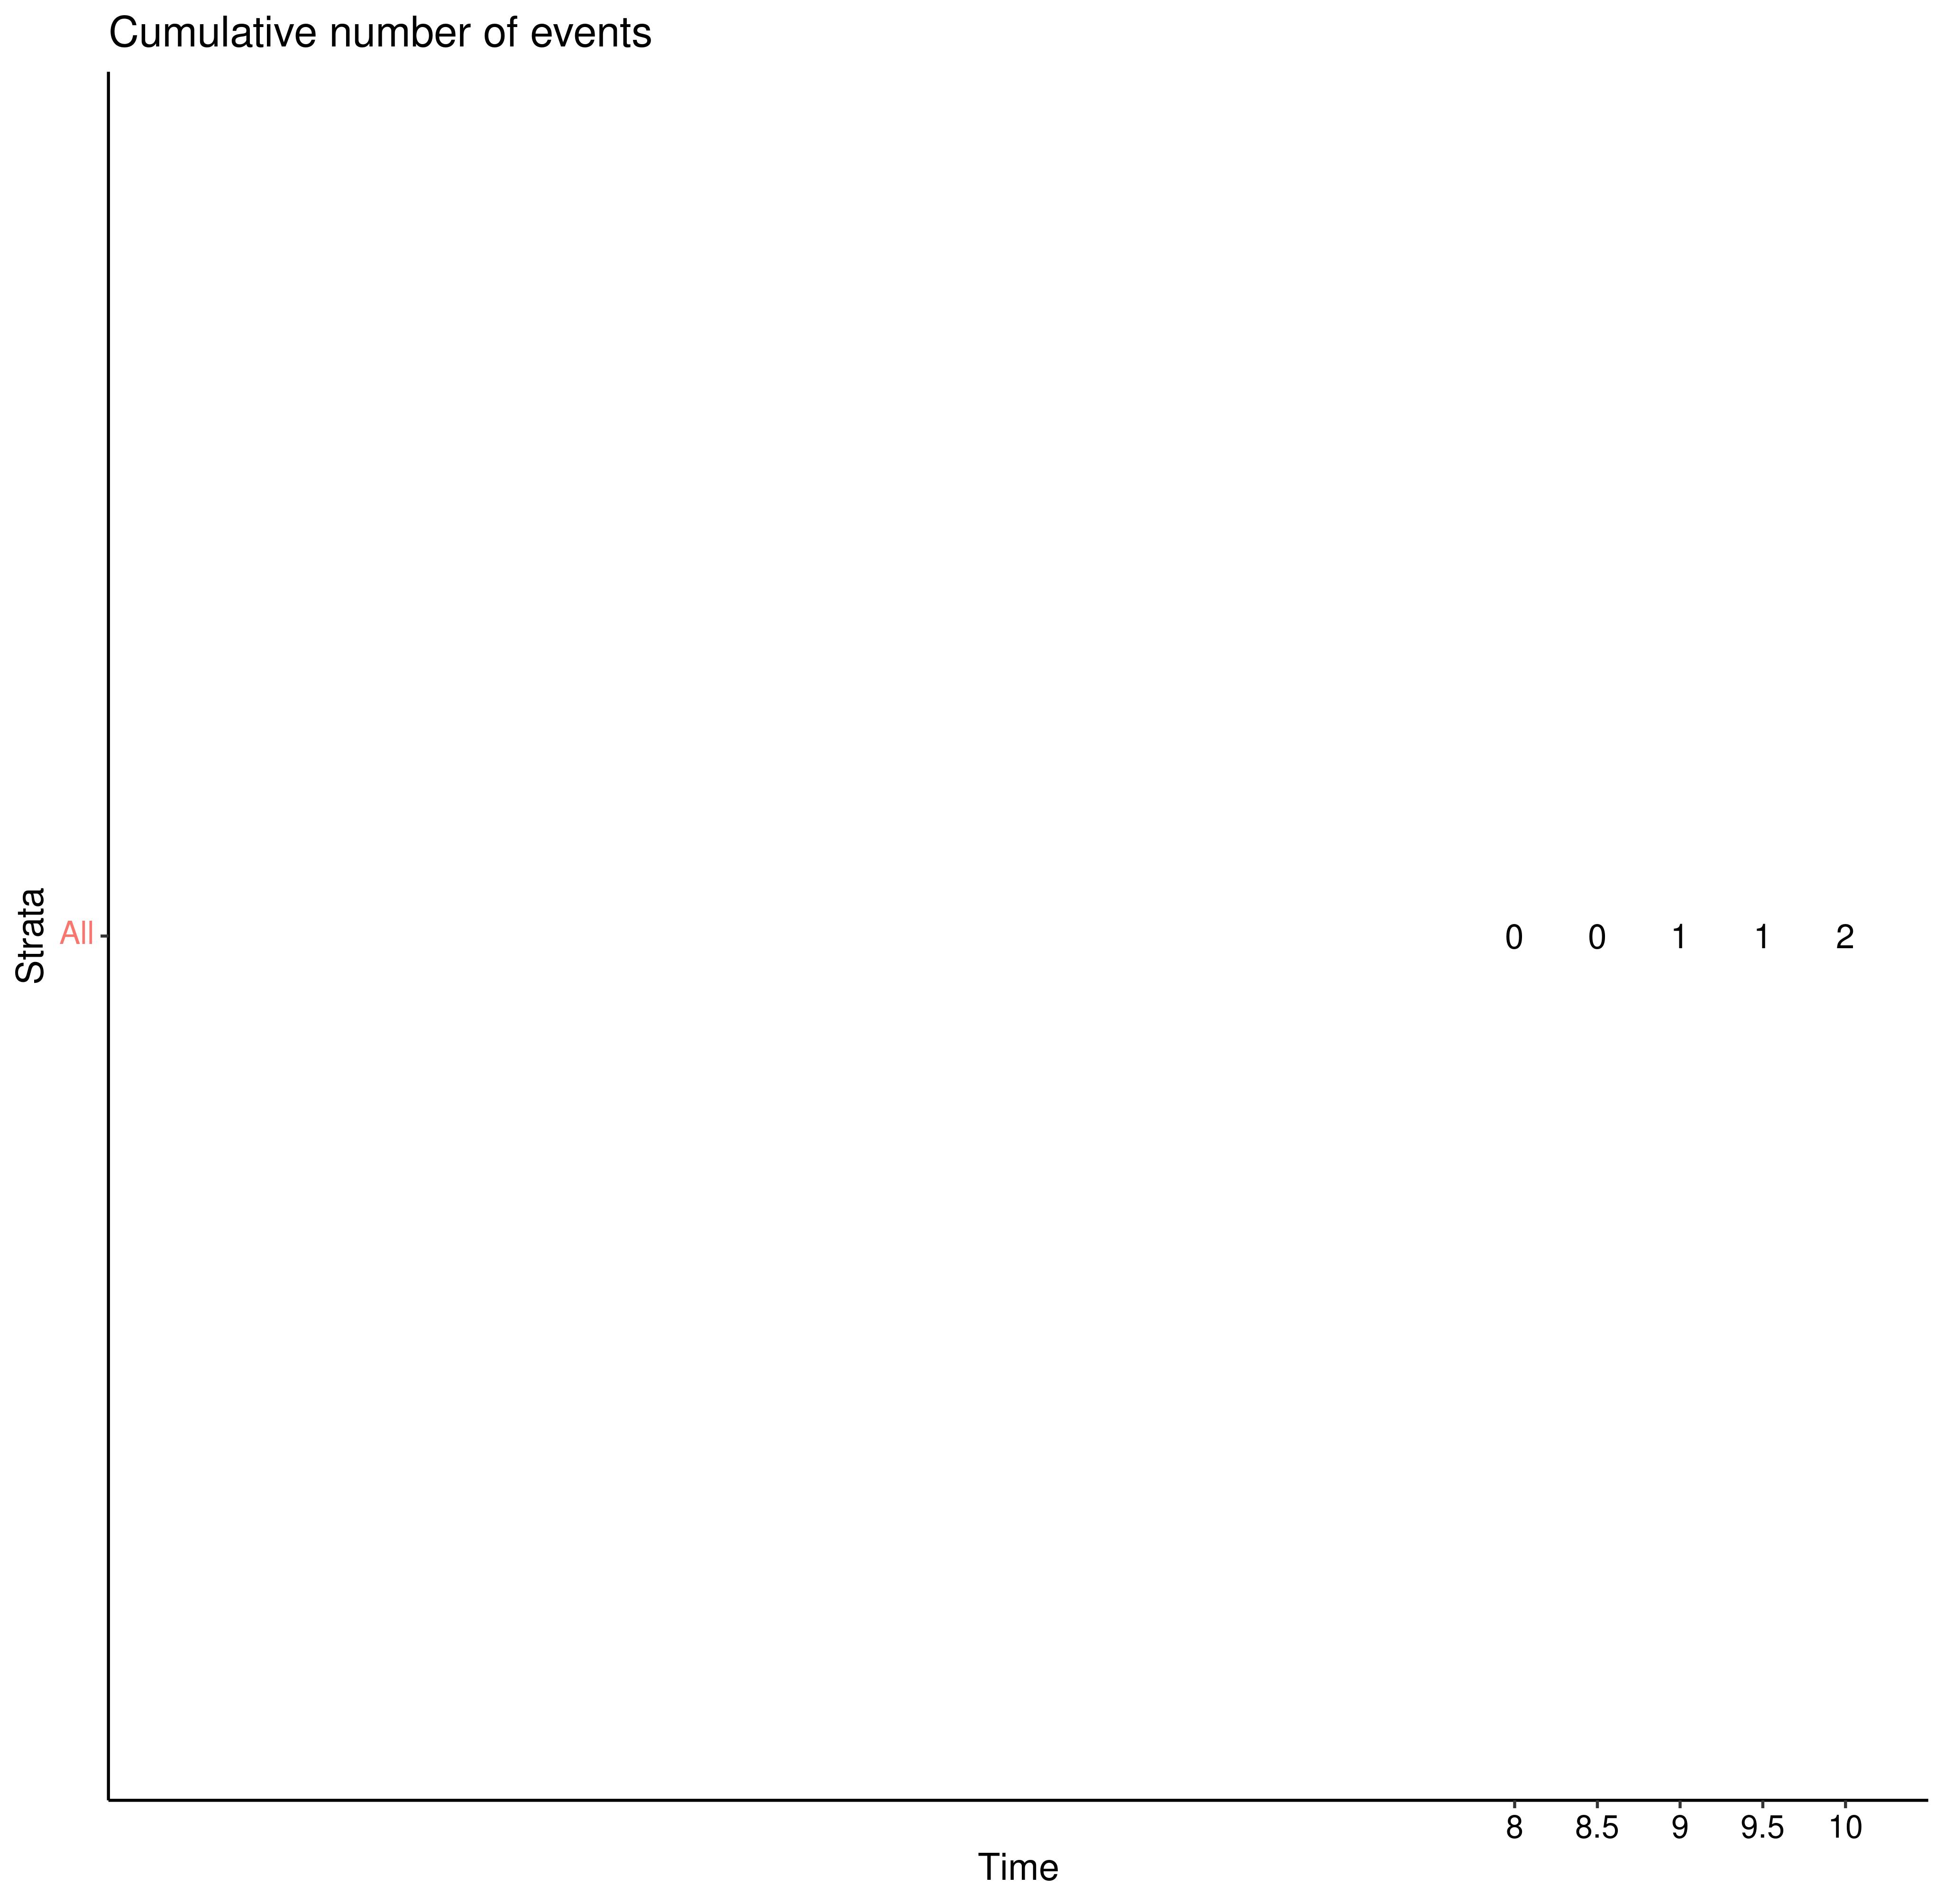 Cumulative number of events
Strata
All
0 0 1 1 2
8 8.5 9 9.5 10
Time